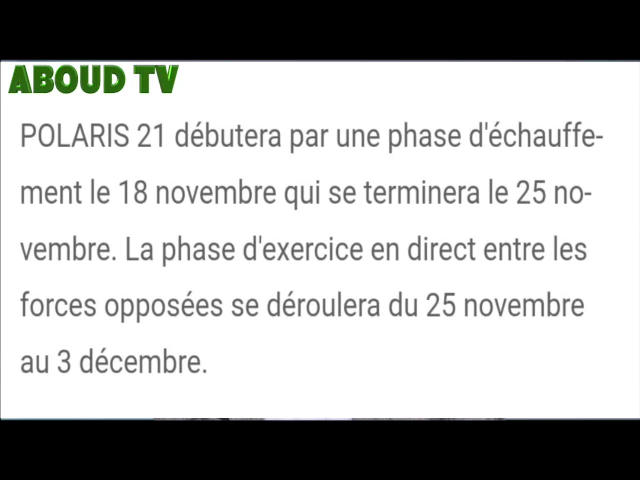 ABOUD TV
POLARIS 21 débutera par une phase d'échauffe-
ment le 18 novembre qui se terminera le 25 no-
vembre. La phase d'exercice en direct entre les
forces opposées se déroulera du 25 novembre
au 3 décembre.